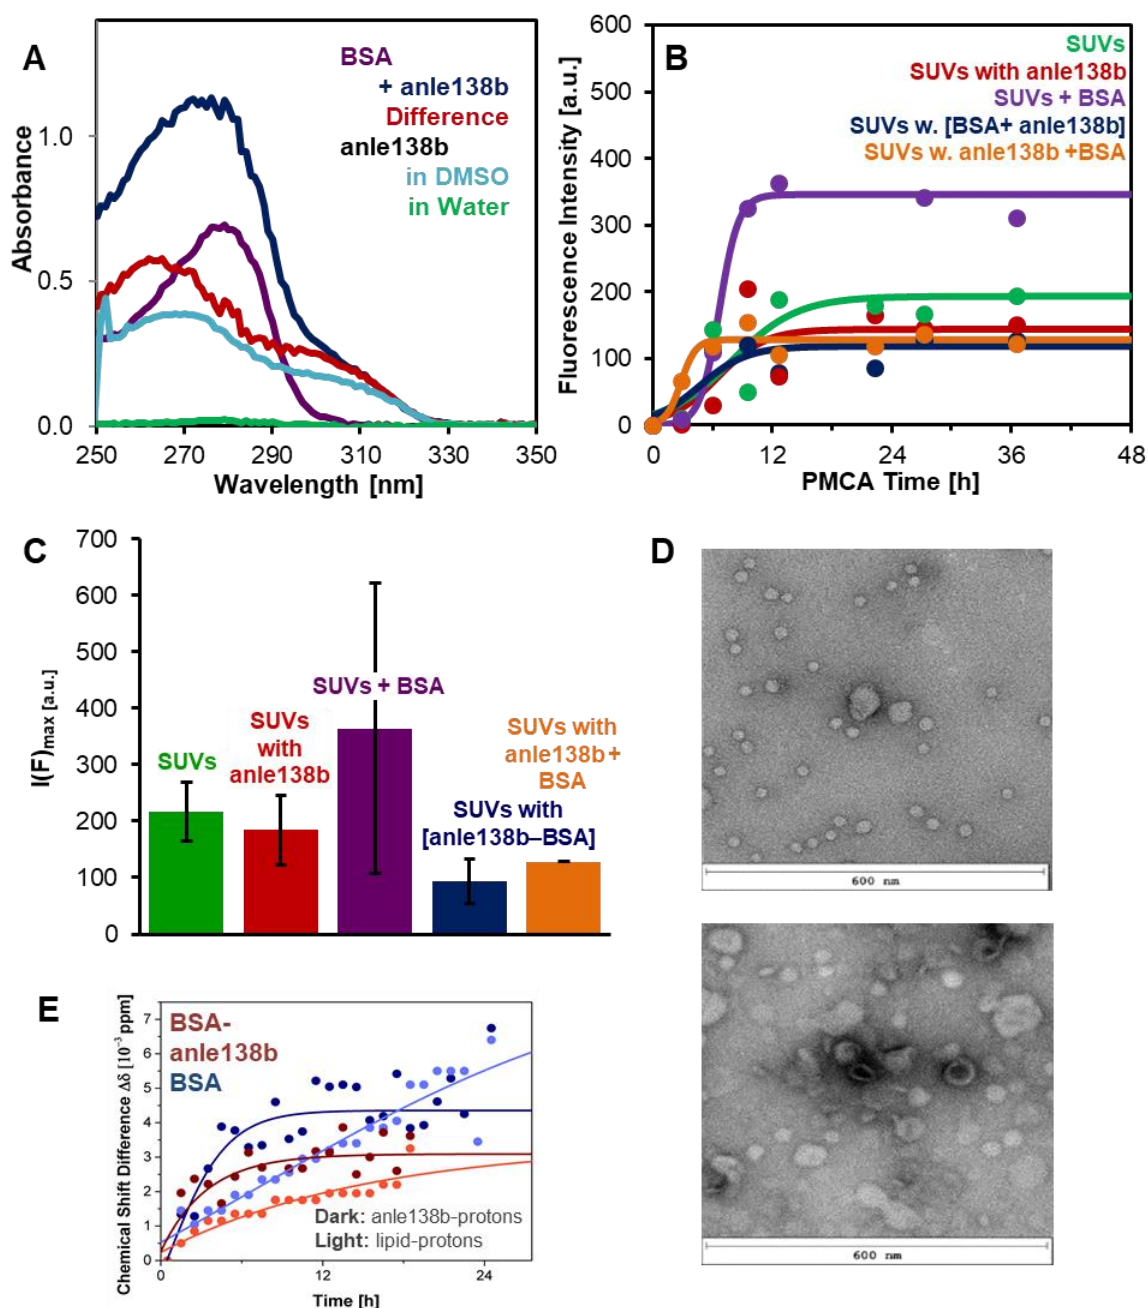 A
BSA
+ anle138b
Difference
anle138b
in DMSO
in Water
Absorbance
1.0
0.5
0.0
250
270
290
310
330
350
Wavelength [nm]
B
SUVs
SUVs with anle138b
SUVs + BSA
SUVs w. [BSA+ anle138b]
SUVs w. anle138b +BSA
Fluorescence Intensity [a.u.]
600
500
400
300
200
100
0
0
12
24
36
48
PMCA Time [h]
C
I(F)max [a.u.]
700
600
500
400
300
200
100
0
SUVs
SUVs
with
anle138b
SUVs + BSA
SUVs with
[anle138b–BSA]
SUVs with
anle138b +
BSA
D
600 nm
600 nm
E
BSA-
anle138b
BSA
Chemical Shift Difference Δδ [10⁻³ ppm]
7
6
5
4
3
2
1
0
Dark: anle138b-protons
Light: lipid-protons
0
12
24
Time [h]